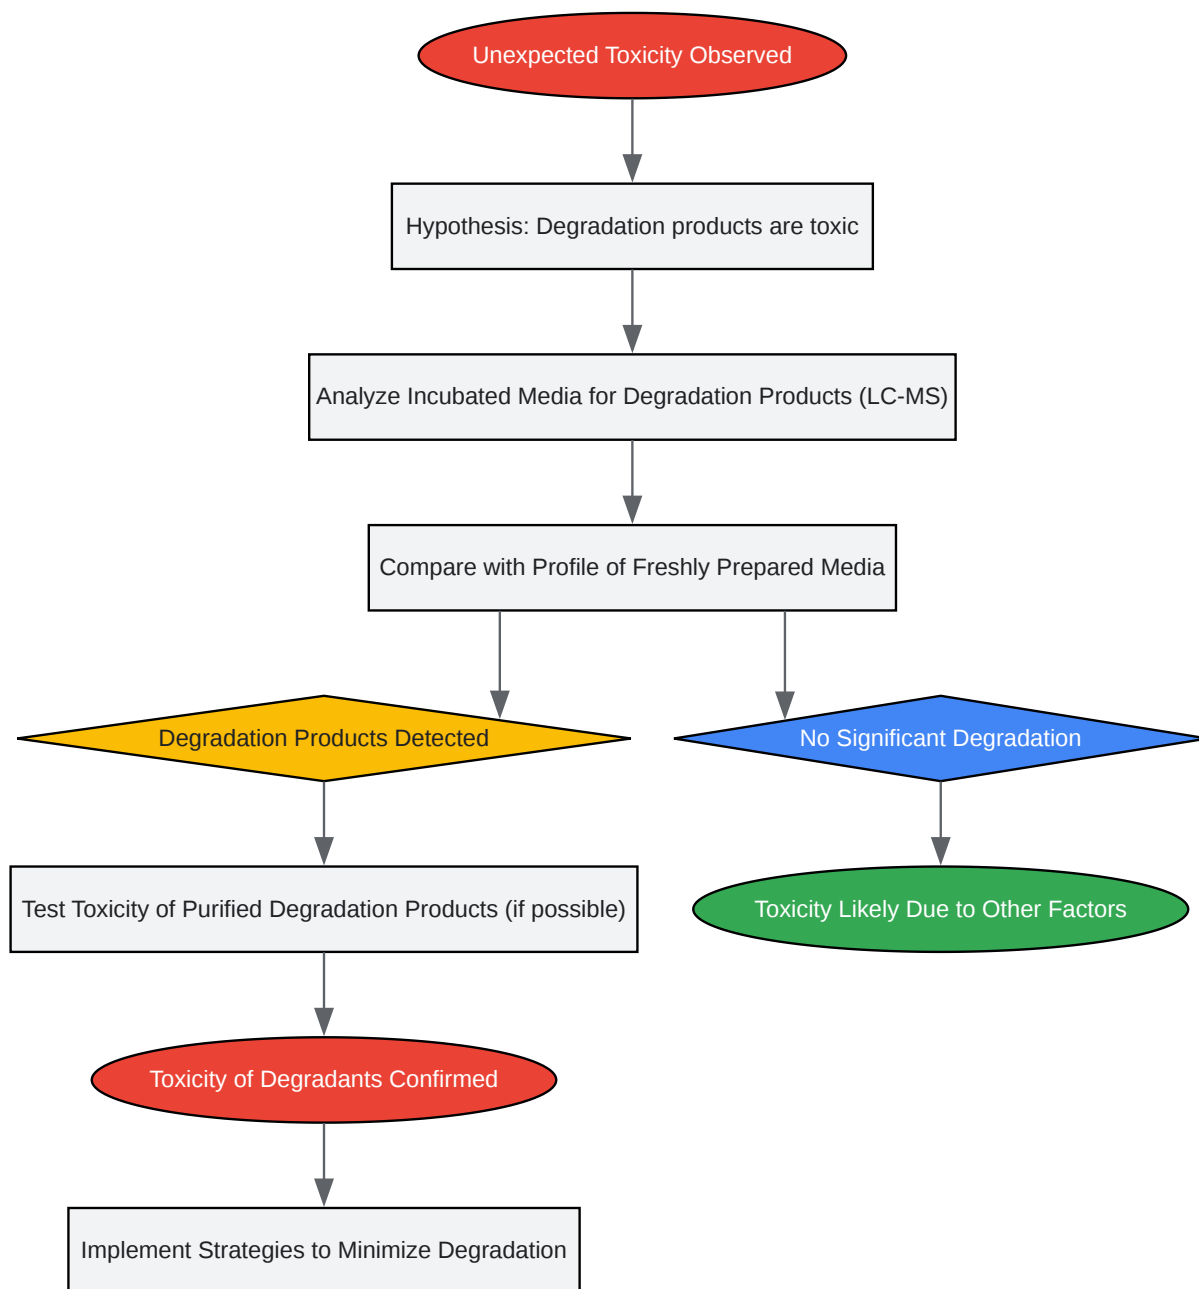 Unexpected Toxicity Observed
Hypothesis: Degradation products are toxic
Analyze Incubated Media for Degradation Products (LC-MS)
Compare with Profile of Freshly Prepared Media
Degradation Products Detected
No Significant Degradation
Test Toxicity of Purified Degradation Products (if possible)
Toxicity Likely Due to Other Factors
Toxicity of Degradants Confirmed
Implement Strategies to Minimize Degradation